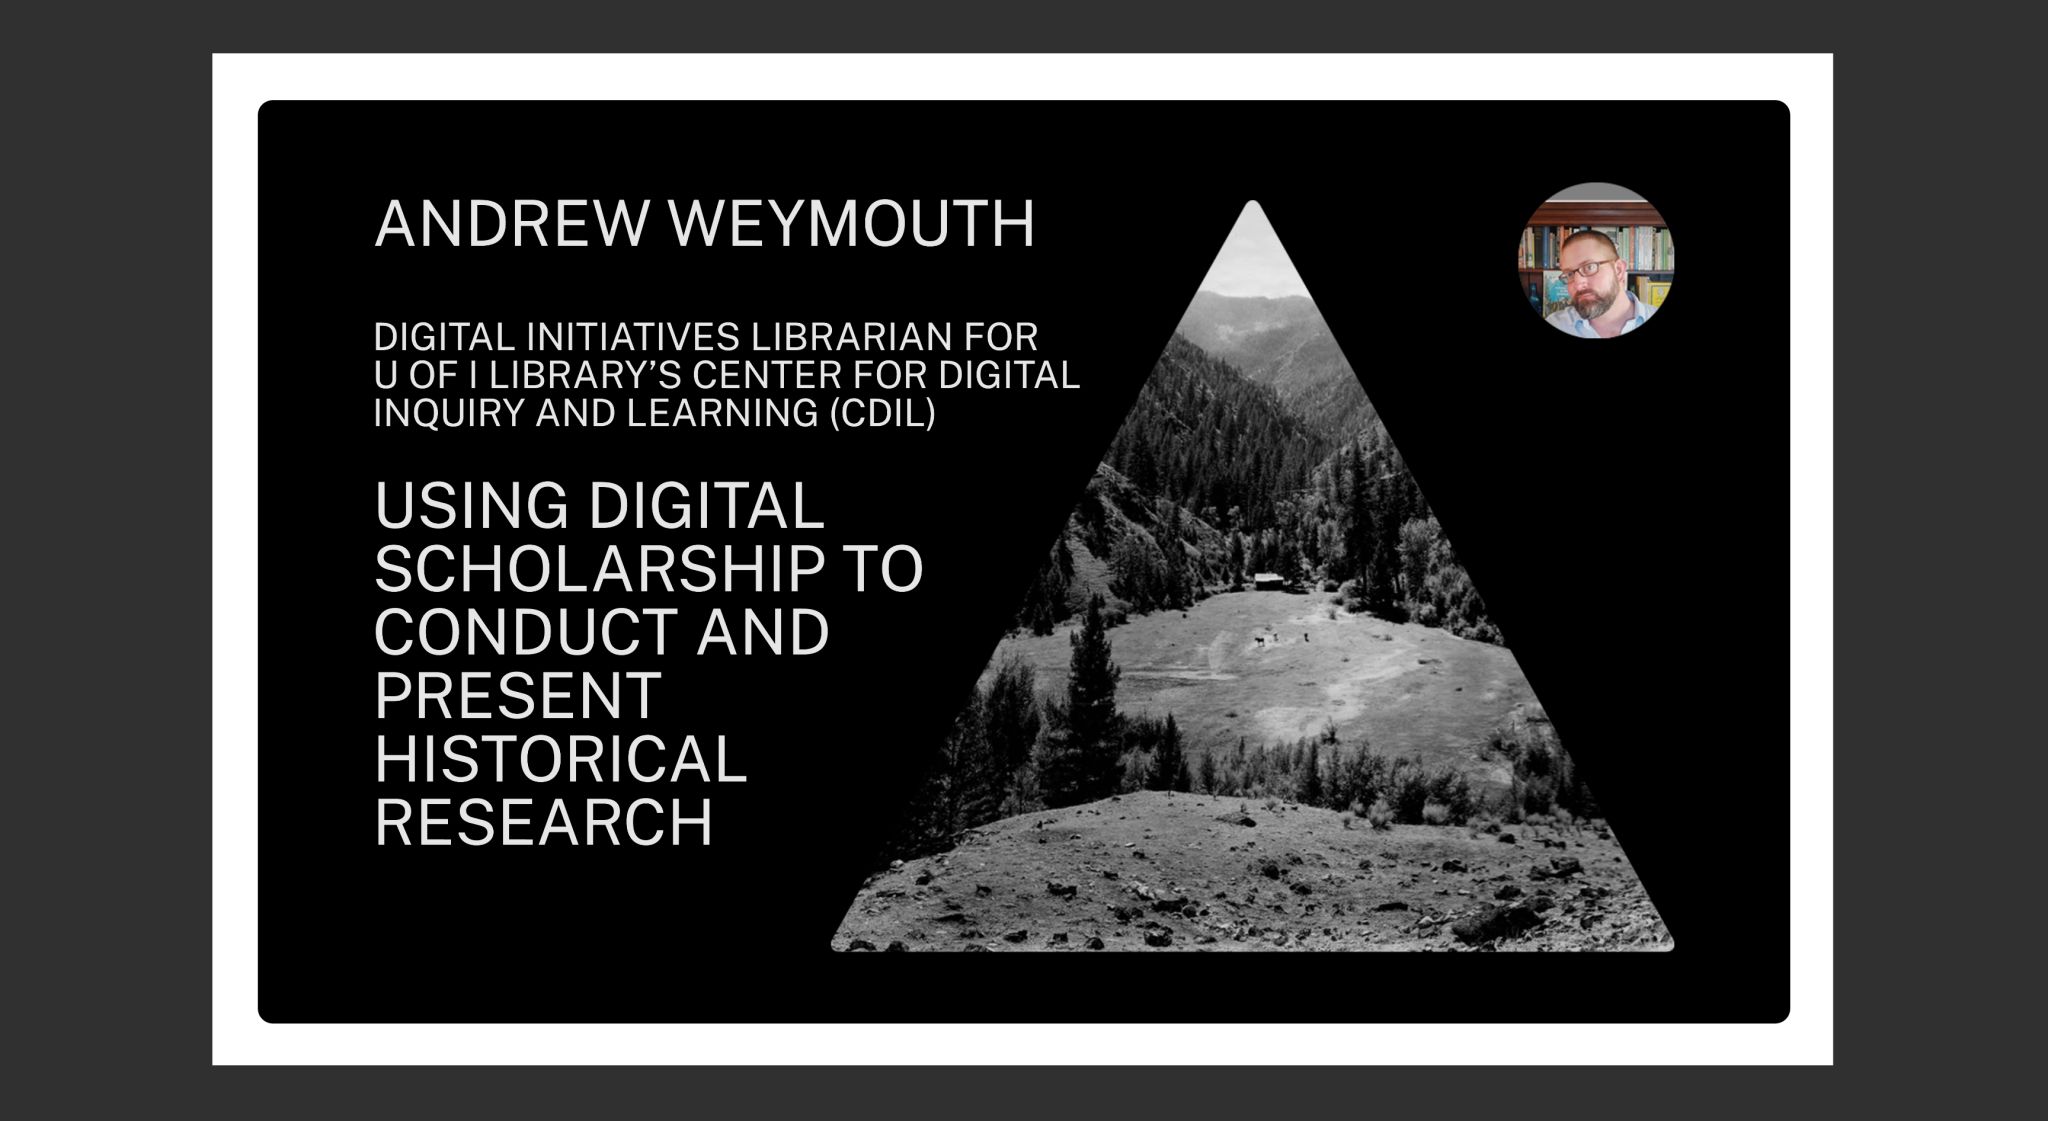 ANDREW WEYMOUTH
DIGITAL INITIATIVES LIBRARIAN FOR
U OF I LIBRARY’S CENTER FOR DIGITAL
INQUIRY AND LEARNING (CDIL)
USING DIGITAL
SCHOLARSHIP TO
CONDUCT AND
PRESENT
HISTORICAL
RESEARCH